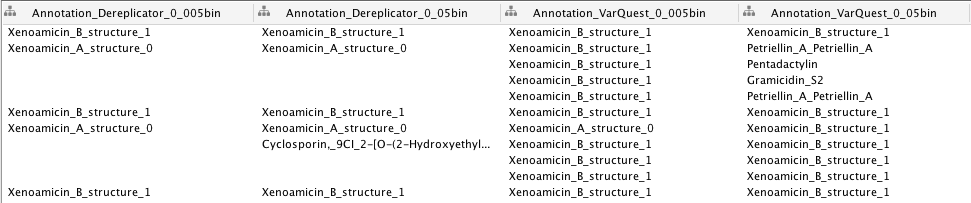 Annotation_Dereplicator_0_005bin Annotation_Dereplicator_0_05bin Annotation_VarQuest_0_005bin Annotation_VarQuest_0_05bin
Xenoamicin_B_structure_1 Xenoamicin_B_structure_1 Xenoamicin_B_structure_1 Xenoamicin_B_structure_1
Xenoamicin_A_structure_0 Xenoamicin_A_structure_0 Xenoamicin_B_structure_1 Petriellin_A_Petriellin_A
Xenoamicin_B_structure_1 Pentadactylin
Xenoamicin_B_structure_1 Gramicidin_S2
Xenoamicin_B_structure_1 Petriellin_A_Petriellin_A
Xenoamicin_B_structure_1 Xenoamicin_B_structure_1 Xenoamicin_B_structure_1 Xenoamicin_B_structure_1
Xenoamicin_A_structure_0 Xenoamicin_A_structure_0 Xenoamicin_A_structure_0 Xenoamicin_B_structure_1
Cyclosporin,_9CI_2-[O-(2-Hydroxyethyl... Xenoamicin_B_structure_1 Xenoamicin_B_structure_1
Xenoamicin_B_structure_1 Xenoamicin_B_structure_1
Xenoamicin_B_structure_1 Xenoamicin_B_structure_1
Xenoamicin_B_structure_1 Xenoamicin_B_structure_1 Xenoamicin_B_structure_1 Xenoamicin_B_structure_1